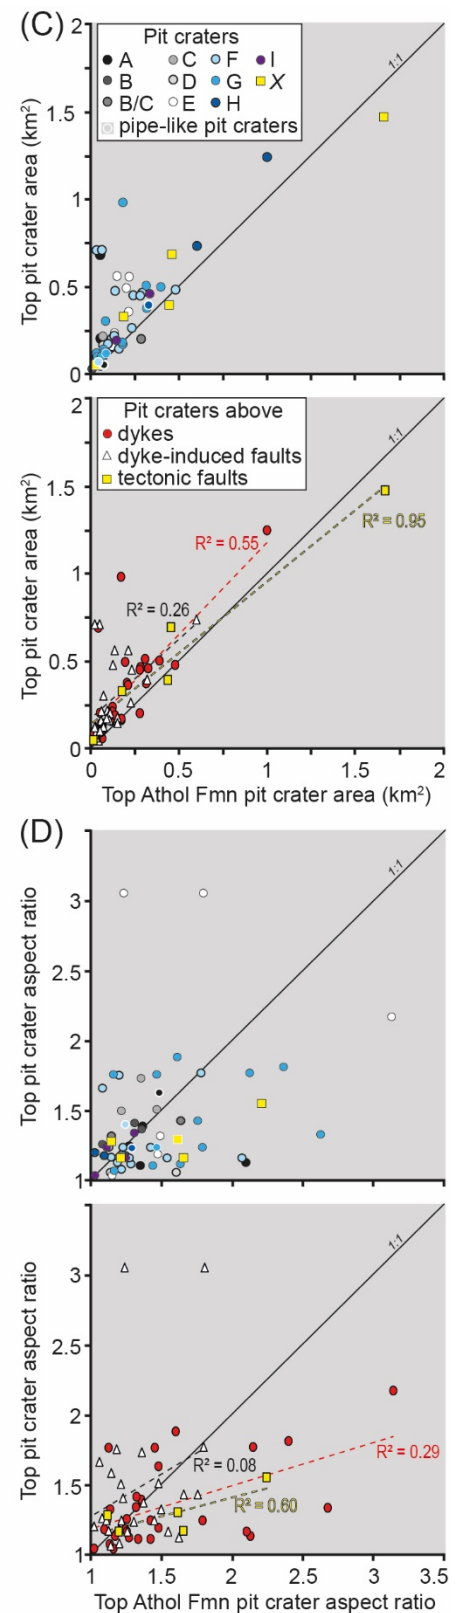 (C)
2
Pit craters
A C F I
B D G X
B/C E H
pipe-like pit craters
1:1
1.5
1
0.5
0
Top pit crater area (km²)
2
Pit craters above
dykes
dyke-induced faults
tectonic faults
1:1
1.5
R² = 0.95
R² = 0.55
R² = 0.26
1
0.5
0
Top pit crater area (km²)
0 0.5 1 1.5 2
Top Athol Fmn pit crater area (km²)
(D)
1:1
3
2.5
2
1.5
1
Top pit crater aspect ratio
1:1
3
2.5
2
1.5
1
R² = 0.08
R² = 0.29
R² = 0.60
Top pit crater aspect ratio
1 1.5 2 2.5 3 3.5
Top Athol Fmn pit crater aspect ratio